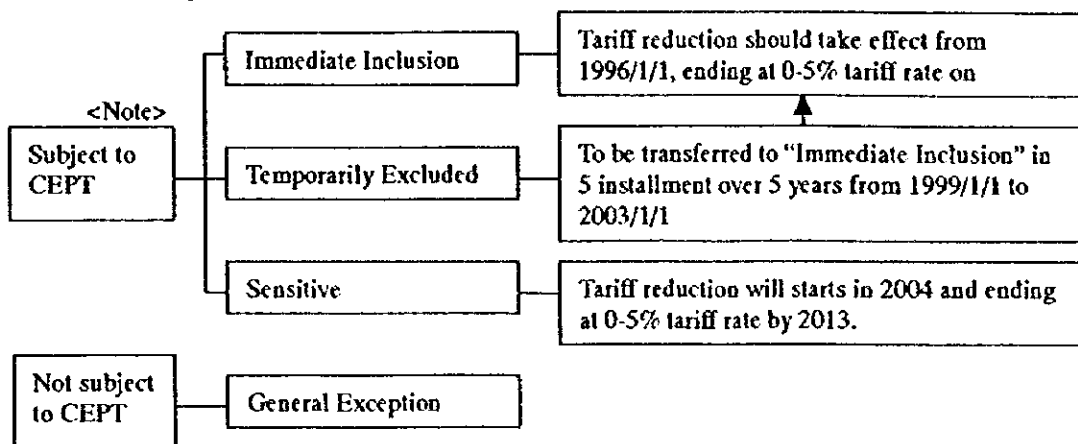 Immediate Inclusion
Tariff reduction should take effect from
1996/1/1, ending at 0-5% tariff rate on
<Note>
Subject to
CEPT
Temporarily Excluded
To be transferred to “Immediate Inclusion” in
5 installment over 5 years from 1999/1/1 to
2003/1/1
Sensitive
Tariff reduction will starts in 2004 and ending
at 0-5% tariff rate by 2013.
Not subject
to CEPT
General Exception